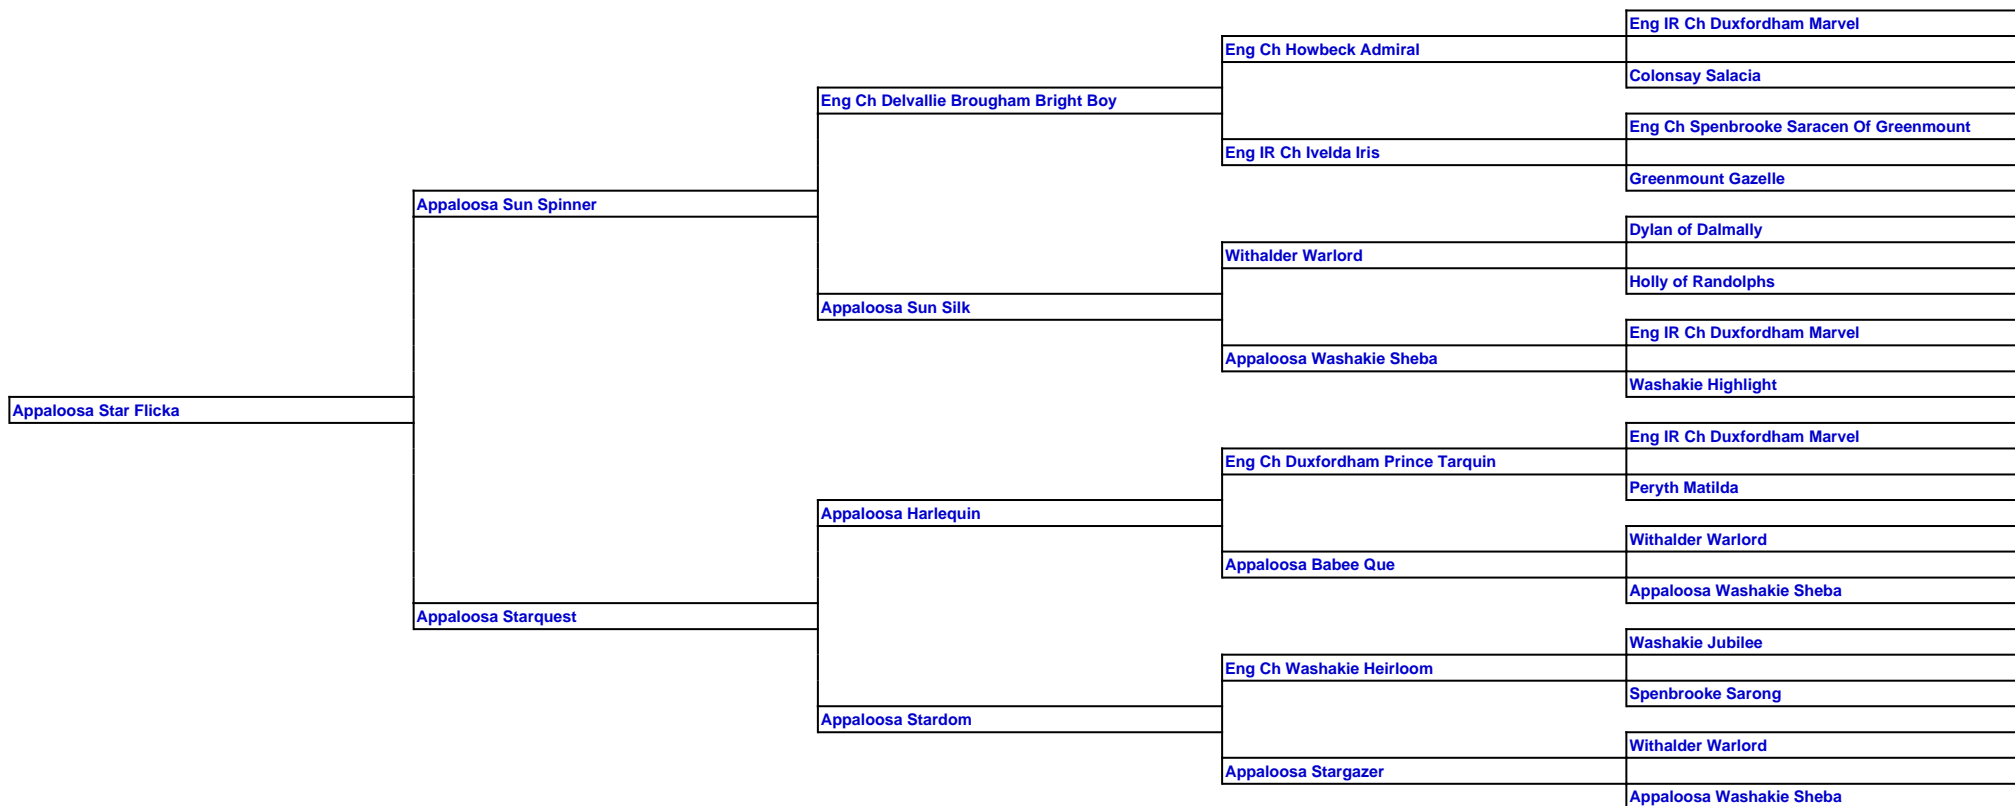 Eng IR Ch Duxfordham Marvel
Eng Ch Howbeck Admiral
Colonsay Salacia
Eng Ch Delvallie Brougham Bright Boy
Eng Ch Spenbrooke Saracen Of Greenmount
Eng IR Ch Ivelda Iris
Greenmount Gazelle
Appaloosa Sun Spinner
Dylan of Dalmally
Withalder Warlord
Holly of Randolphs
Appaloosa Sun Silk
Eng IR Ch Duxfordham Marvel
Appaloosa Washakie Sheba
Washakie Highlight
Appaloosa Star Flicka
Eng IR Ch Duxfordham Marvel
Eng Ch Duxfordham Prince Tarquin
Peryth Matilda
Appaloosa Harlequin
Withalder Warlord
Appaloosa Babee Que
Appaloosa Washakie Sheba
Appaloosa Starquest
Washakie Jubilee
Eng Ch Washakie Heirloom
Spenbrooke Sarong
Appaloosa Stardom
Withalder Warlord
Appaloosa Stargazer
Appaloosa Washakie Sheba